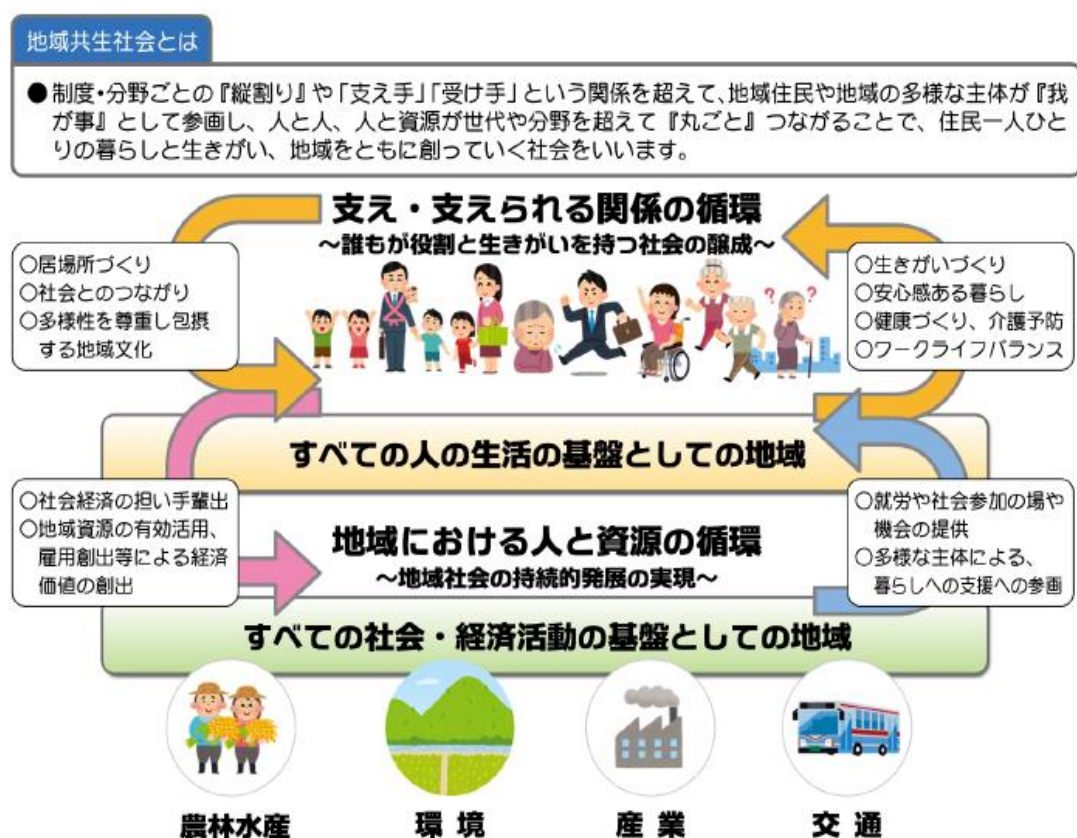 地域共生社会とは
●制度・分野ごとの『縦割り』や「支え手」「受け手」という関係を超えて、地域住民や地域の多様な主体が『我
が事』として参画し、人と人、人と資源が世代や分野を超えて『丸ごと』つながることで、住民一人ひと
りの暮らしと生きがい、地域をともに創っていく社会をいいます。
支え・支えられる関係の循環
～誰もが役割と生きがいを持つ社会の醸成～
○居場所づくり
○社会とのつながり
○多様性を尊重し包摂
する地域文化
○生きがいづくり
○安心感ある暮らし
○健康づくり、介護予防
○ワークライフバランス
? ?
すべての人の生活の基盤としての地域
○社会経済の担い手輩出
○地域資源の有効活用、
雇用創出等による経済
価値の創出
地域における人と資源の循環
～地域社会の持続的発展の実現～
○就労や社会参加の場や
機会の提供
○多様な主体による、
暮らしへの支援への参画
すべての社会・経済活動の基盤としての地域
農林水産
環境
産業
交通